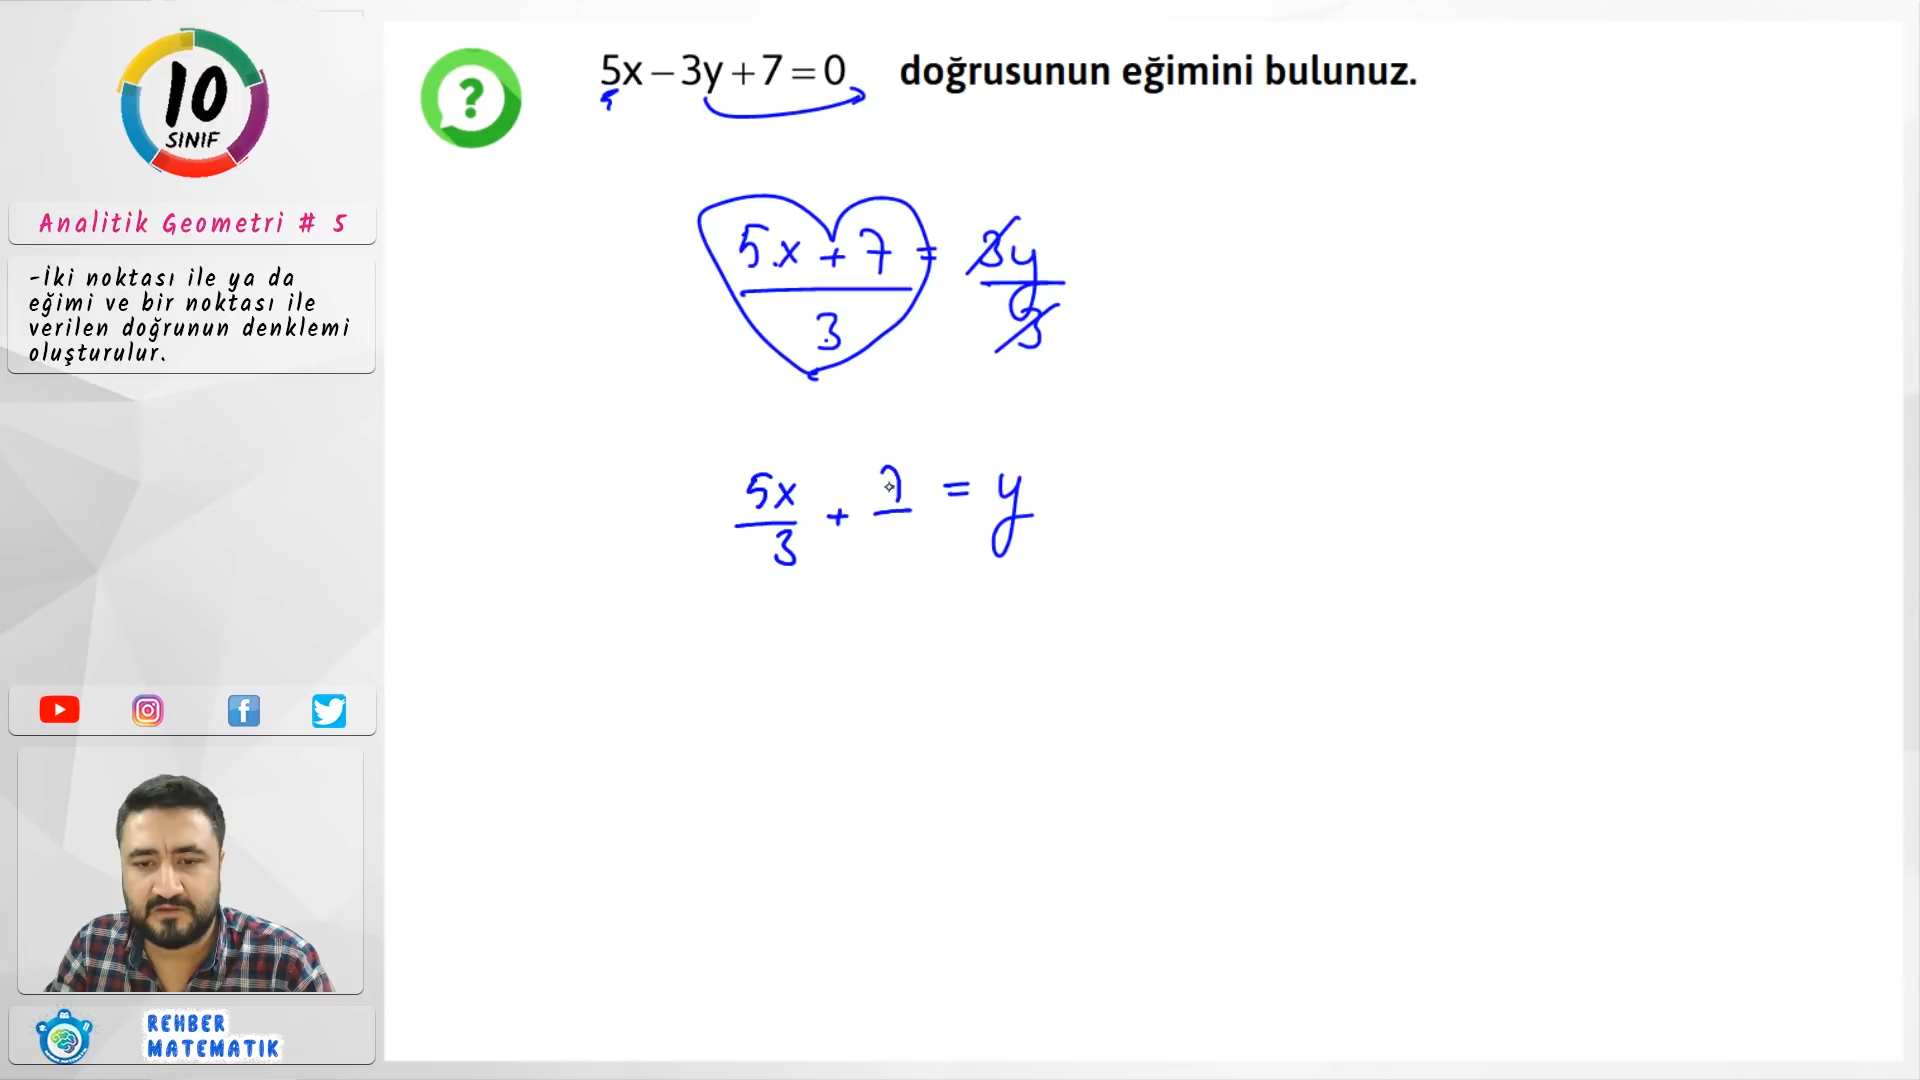 10
SINIF
Analitik Geometri # 5
-İki noktası ile ya da
eğimi ve bir noktası ile
verilen doğrunun denklemi
oluşturulur.
REHBER
MATEMATİK
5x − 3y + 7 = 0 doğrusunun eğimini bulunuz.
5x + 7 = 3y
3 3
5x + 7 = y
3